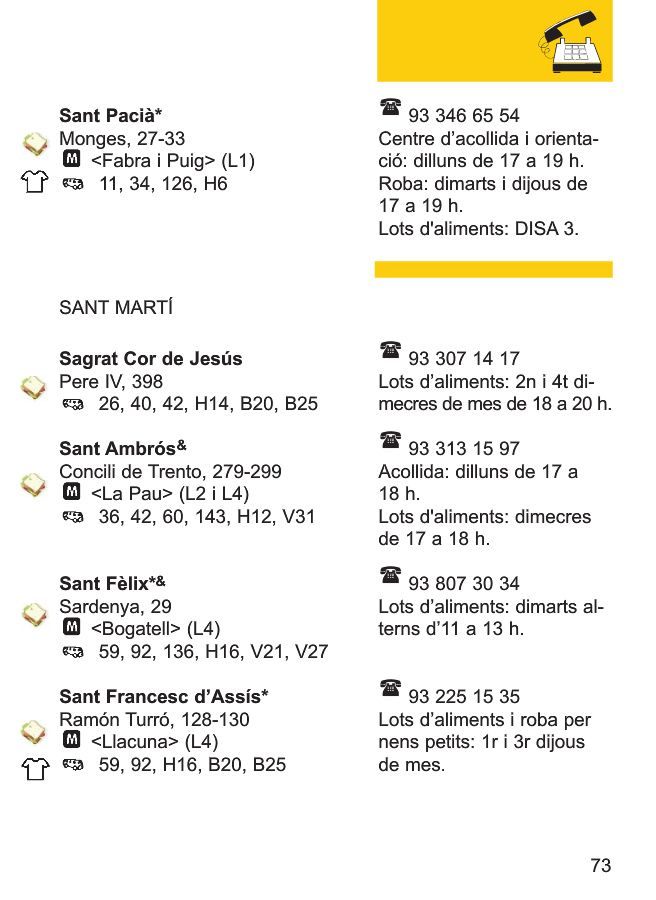 Sant Pacià*
Monges, 27-33
M <Fabra i Puig> (L1)
11, 34, 126, H6
93 346 65 54
Centre d’acollida i orienta-
ció: dilluns de 17 a 19 h.
Roba: dimarts i dijous de
17 a 19 h.
Lots d'aliments: DISA 3.
SANT MARTÍ
Sagrat Cor de Jesús
Pere IV, 398
26, 40, 42, H14, B20, B25
93 307 14 17
Lots d’aliments: 2n i 4t di-
mecres de mes de 18 a 20 h.
Sant Ambrós&
Concili de Trento, 279-299
M <La Pau> (L2 i L4)
36, 42, 60, 143, H12, V31
93 313 15 97
Acollida: dilluns de 17 a
18 h.
Lots d'aliments: dimecres
de 17 a 18 h.
Sant Fèlix*&
Sardenya, 29
M <Bogatell> (L4)
59, 92, 136, H16, V21, V27
93 807 30 34
Lots d’aliments: dimarts al-
terns d’11 a 13 h.
Sant Francesc d’Assís*
Ramón Turró, 128-130
M <Llacuna> (L4)
59, 92, H16, B20, B25
93 225 15 35
Lots d’aliments i roba per
nens petits: 1r i 3r dijous
de mes.
73